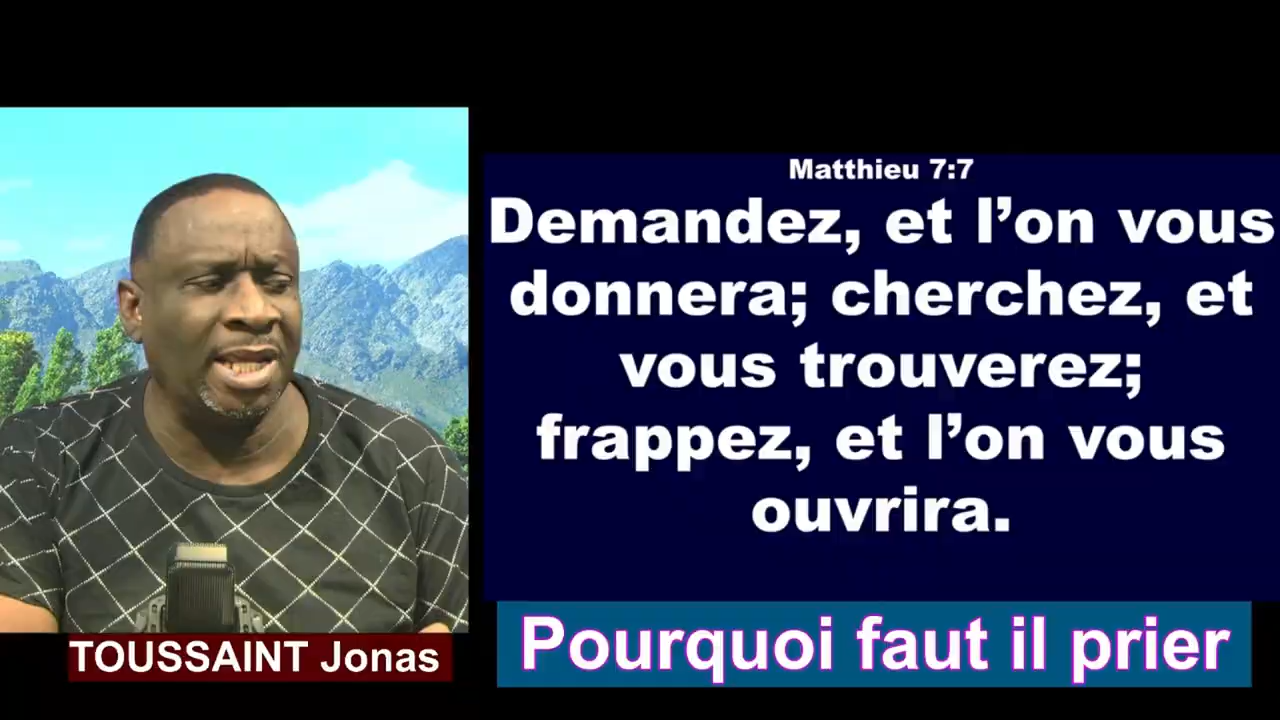 Matthieu 7:7
Demandez, et l’on vous
donnera; cherchez, et
vous trouverez;
frappez, et l’on vous
ouvrira.
TOUSSAINT Jonas
Pourquoi faut il prier